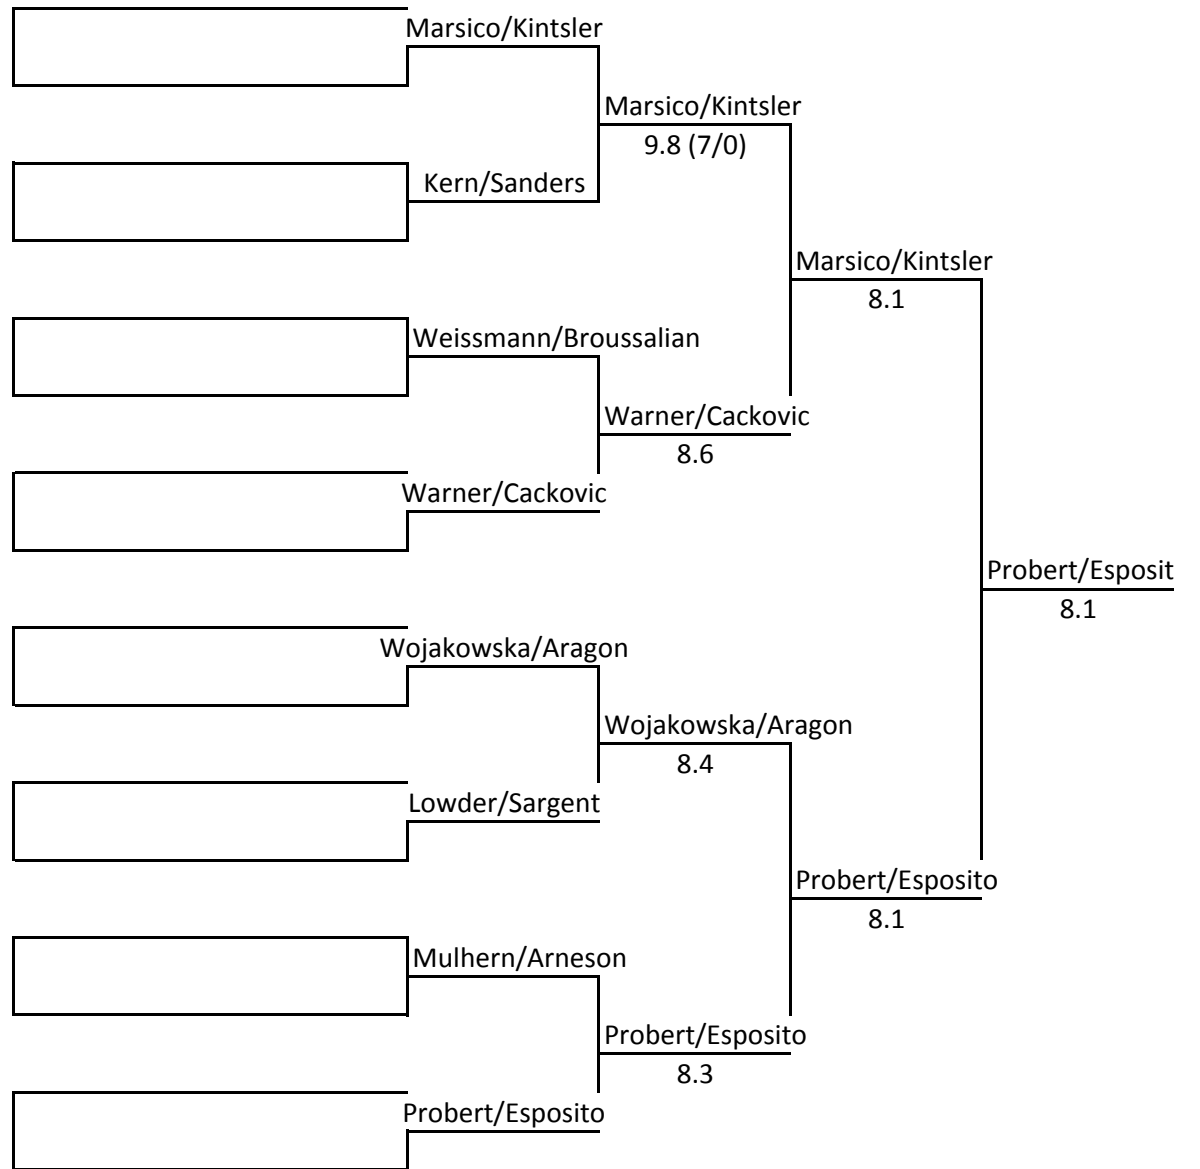 Marsico/Kintsler
Marsico/Kintsler
9.8 (7/0)
Kern/Sanders
Marsico/Kintsler
8.1
Weissmann/Broussalian
Warner/Cackovic
8.6
Warner/Cackovic
Probert/Esposit
8.1
Wojakowska/Aragon
Wojakowska/Aragon
8.4
Lowder/Sargent
Probert/Esposito
8.1
Mulhern/Arneson
Probert/Esposito
8.3
Probert/Esposito